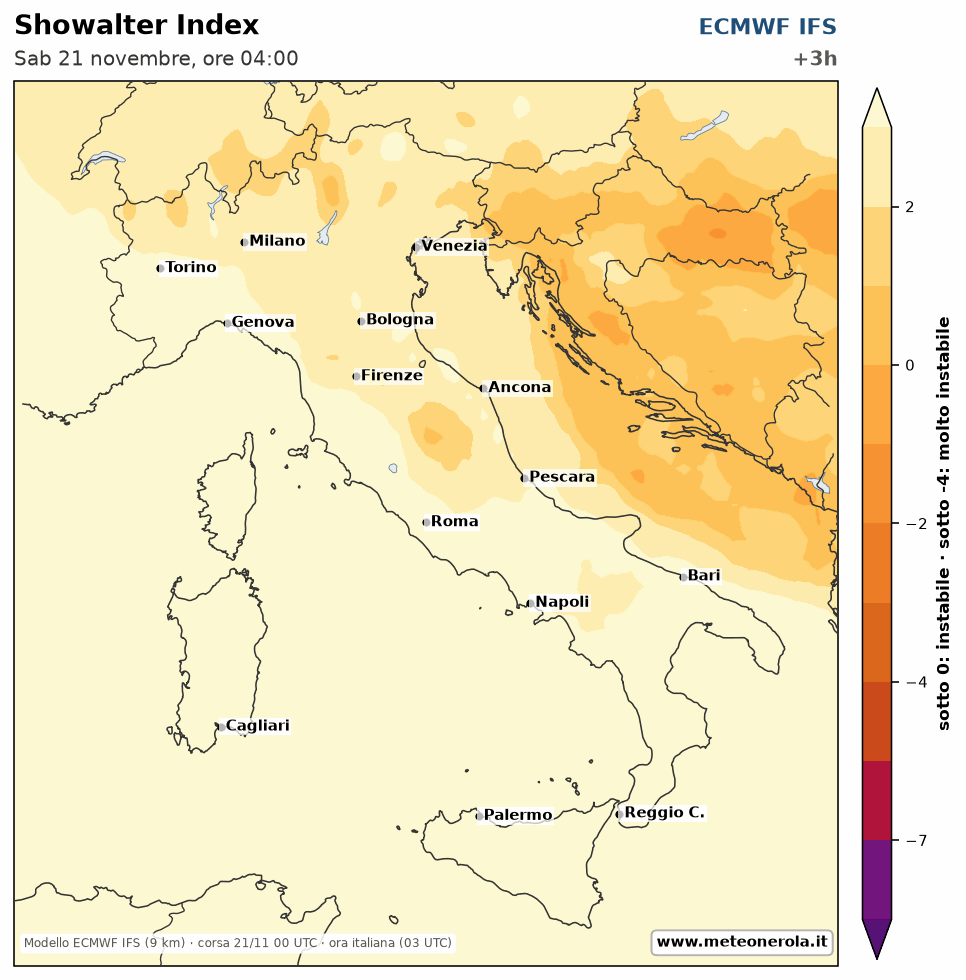 Showalter Index
ECMWF IFS
Sab 21 novembre, ore 04:00
+3h
Milano
Venezia
Torino
Genova
Bologna
Firenze
Ancona
Pescara
Roma
Bari
Napoli
Cagliari
Palermo
Reggio C.
2
0
−2
−4
−7
sotto 0: instabile · sotto -4: molto instabile
Modello ECMWF IFS (9 km) · corsa 21/11 00 UTC · ora italiana (03 UTC)
www.meteonerola.it